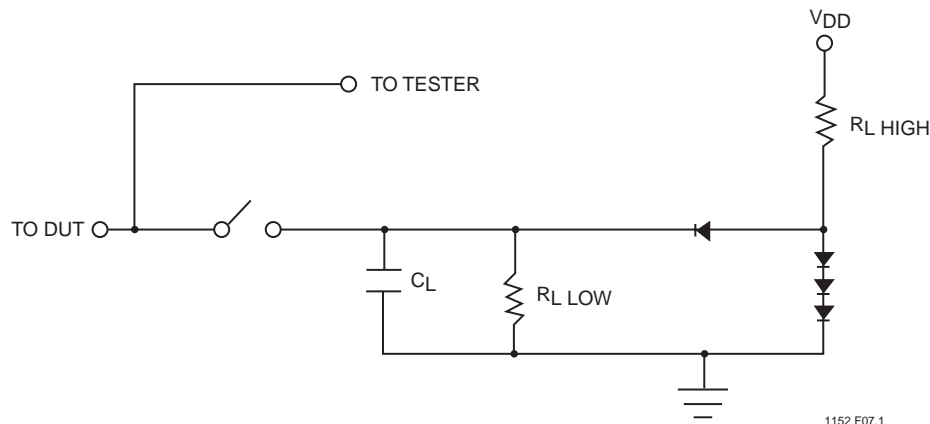 VDD
TO TESTER
RL HIGH
TO DUT
CL
RL LOW
1152 F07.1